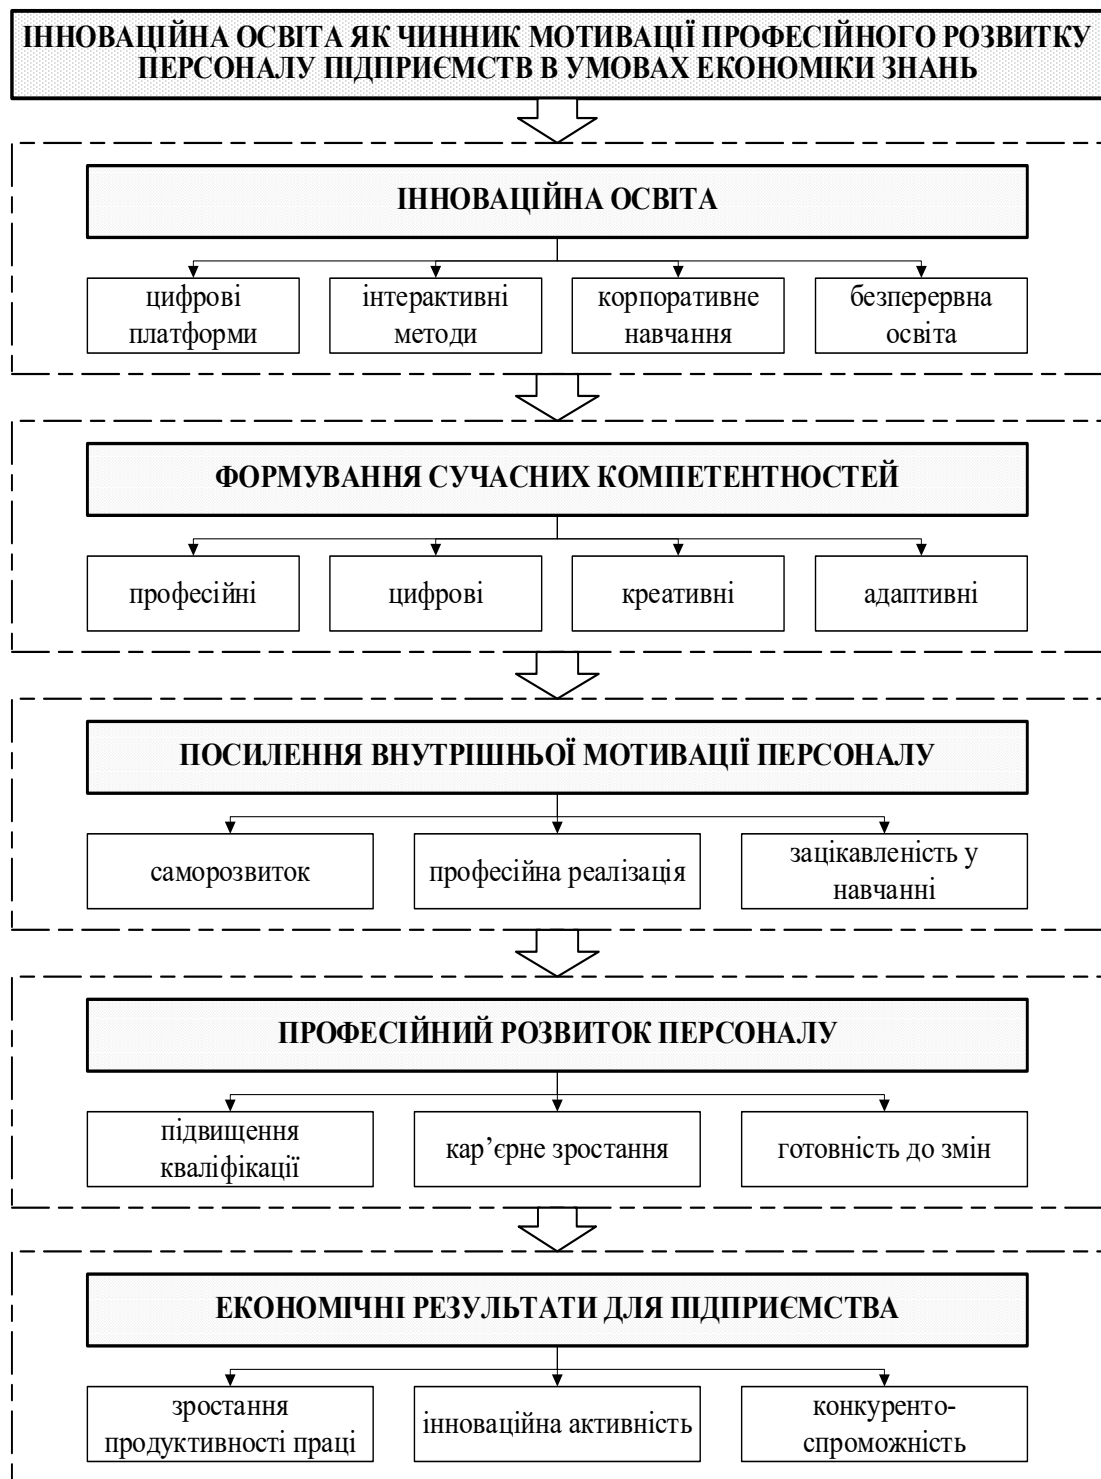 ІННОВАЦІЙНА ОСВІТА ЯК ЧИННИК МОТИВАЦІЇ ПРОФЕСІЙНОГО РОЗВИТКУ
ПЕРСОНАЛУ ПІДПРИЄМСТВ В УМОВАХ ЕКОНОМІКИ ЗНАНЬ
ІННОВАЦІЙНА ОСВІТА
цифрові
платформи
інтерактивні
методи
корпоративне
навчання
безперервна
освіта
ФОРМУВАННЯ СУЧАСНИХ КОМПЕТЕНТНОСТЕЙ
професійні
цифрові
креативні
адаптивні
ПОСИЛЕННЯ ВНУТРІШНЬОЇ МОТИВАЦІЇ ПЕРСОНАЛУ
саморозвиток
професійна реалізація
зацікавленість у
навчанні
ПРОФЕСІЙНИЙ РОЗВИТОК ПЕРСОНАЛУ
підвищення
кваліфікації
кар’єрне зростання
готовність до змін
ЕКОНОМІЧНІ РЕЗУЛЬТАТИ ДЛЯ ПІДПРИЄМСТВА
зростання
продуктивності праці
інноваційна активність
конкуренто-
спроможність